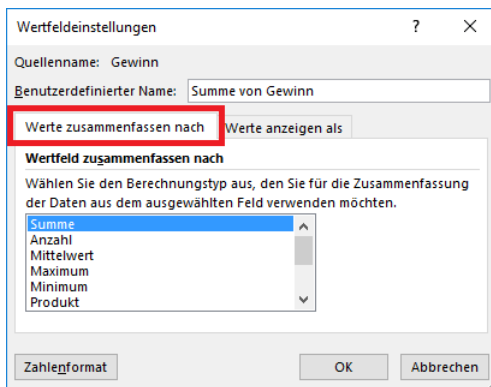 Wertfeldeinstellungen ? ×
Quellenname: Gewinn
Benutzerdefinierter Name: Summe von Gewinn
Werte zusammenfassen nach Werte anzeigen als
Wertfeld zusammenfassen nach
Wählen Sie den Berechnungstyp aus, den Sie für die Zusammenfassung
der Daten aus dem ausgewählten Feld verwenden möchten.
Summe
Anzahl
Mittelwert
Maximum
Minimum
Produkt
Zahlenformat OK Abbrechen